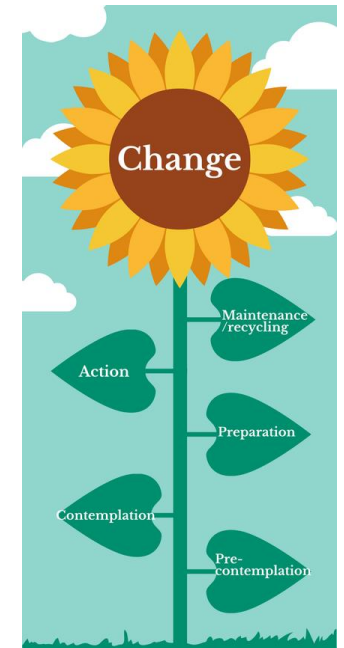 Change
Maintenance
/recycling
Action
Preparation
Contemplation
Pre-
contemplation